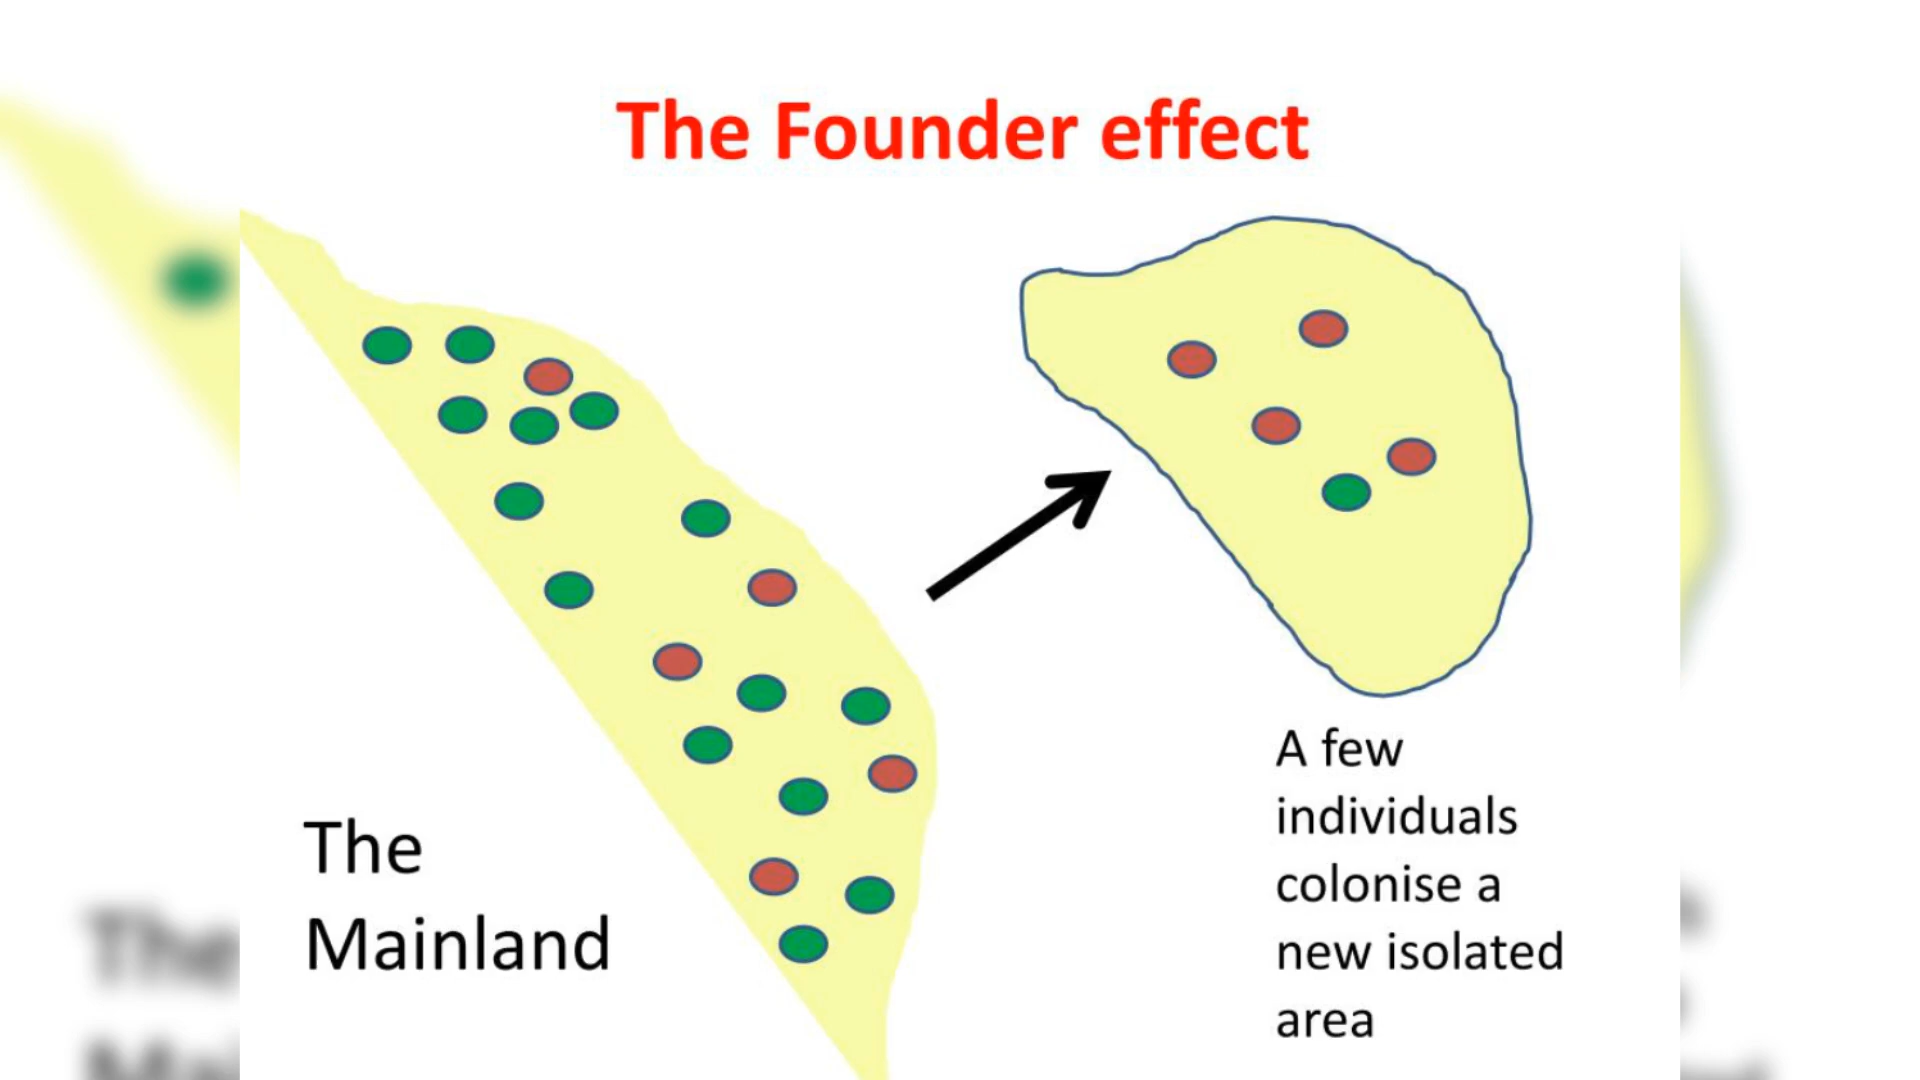 The Founder effect
The
Mainland
A few
individuals
colonise a
new isolated
area